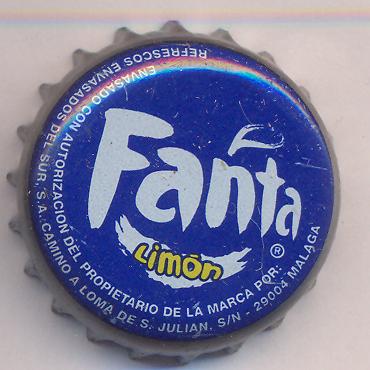 Fanta
Limón
®
ENVASADO CON AUTORIZACION DEL PROPIETARIO DE LA MARCA POR:
REFRESCOS ENVASADOS DEL SUR, S.A. CAMINO A LOMA DE S. JULIAN, S/N - 29004 MALAGA